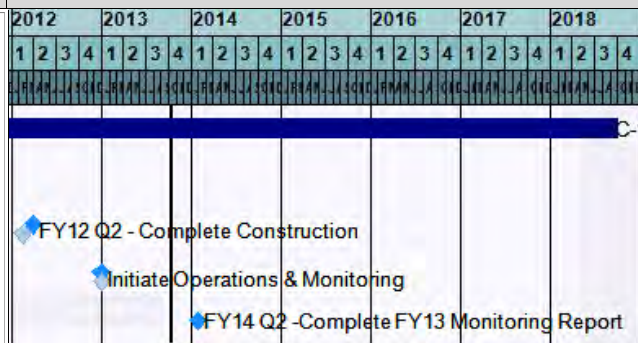 2012 2013 2014 2015 2016 2017 2018
1 2 3 4 1 2 3 4 1 2 3 4 1 2 3 4 1 2 3 4 1 2 3 4 1 2 3 4
C-
FY12 Q2 - Complete Construction
Initiate Operations & Monitoring
FY14 Q2 -Complete FY13 Monitoring Report